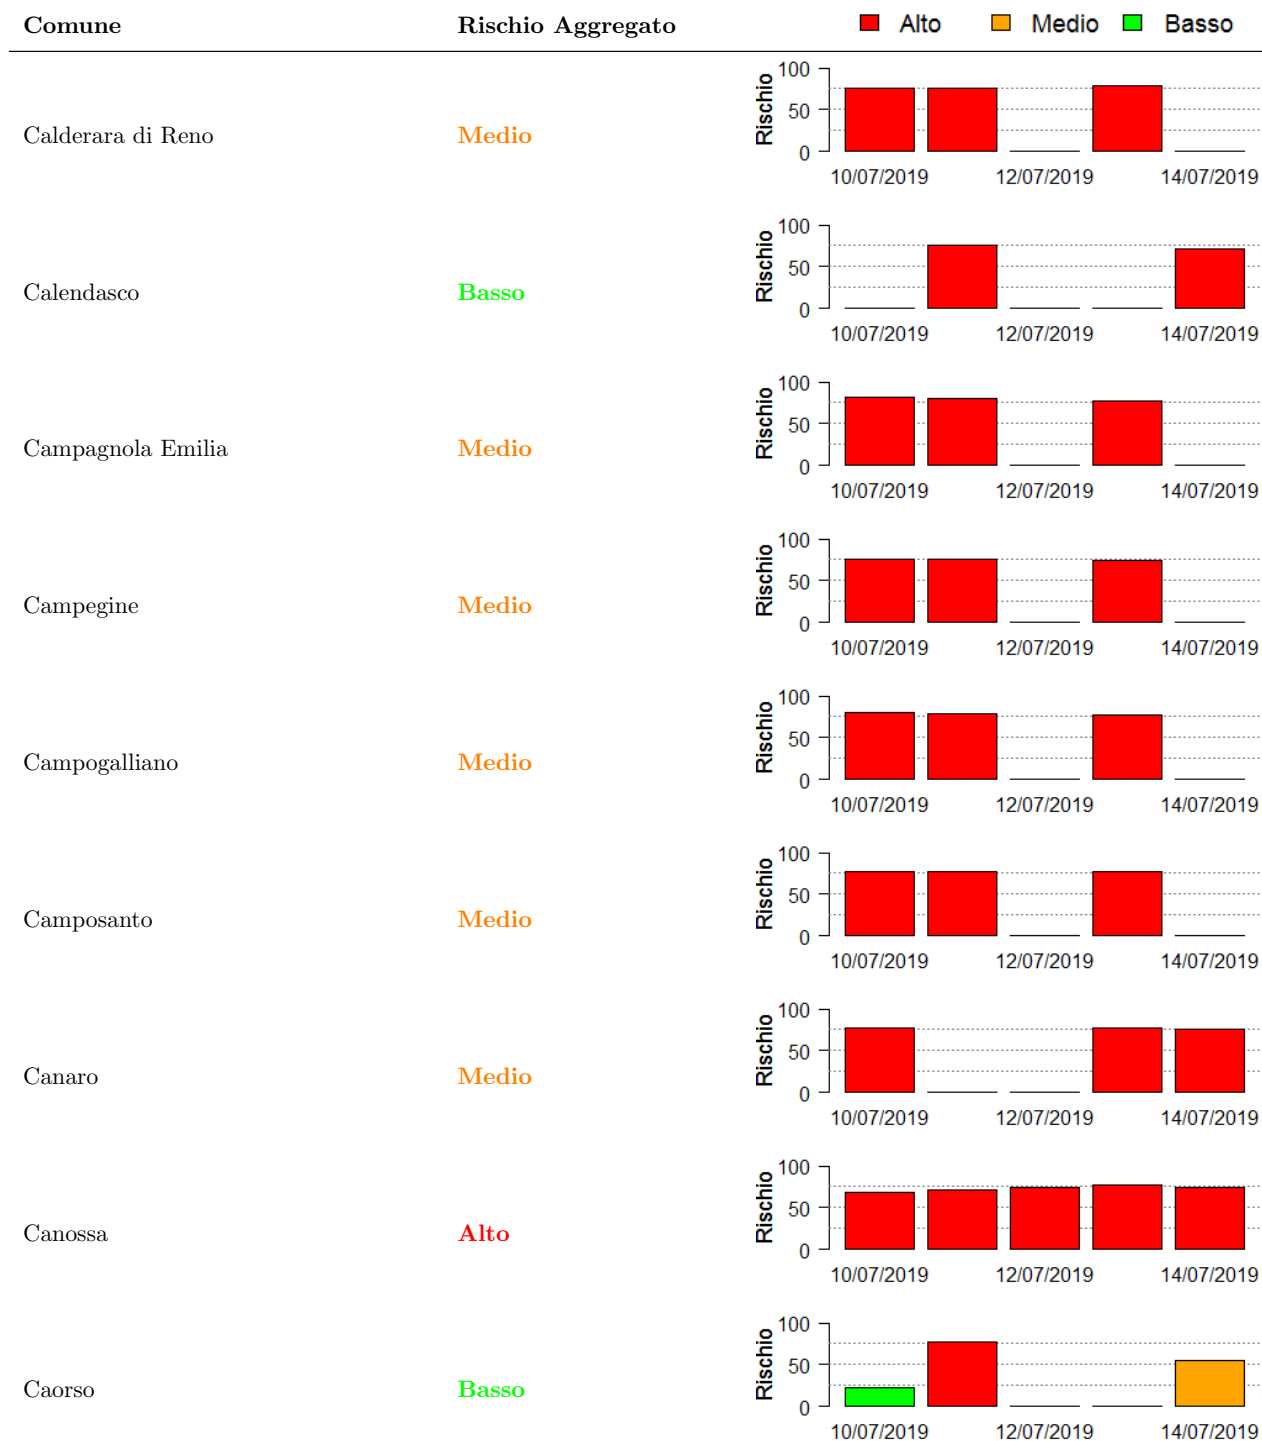 Comune Rischio Aggregato Alto Medio Basso
Calderara di Reno Medio
Rischio
100
50
0
10/07/2019 12/07/2019 14/07/2019
Calendasco Basso
Rischio
100
50
0
10/07/2019 12/07/2019 14/07/2019
Campagnola Emilia Medio
Rischio
100
50
0
10/07/2019 12/07/2019 14/07/2019
Campegine Medio
Rischio
100
50
0
10/07/2019 12/07/2019 14/07/2019
Campogalliano Medio
Rischio
100
50
0
10/07/2019 12/07/2019 14/07/2019
Camposanto Medio
Rischio
100
50
0
10/07/2019 12/07/2019 14/07/2019
Canaro Medio
Rischio
100
50
0
10/07/2019 12/07/2019 14/07/2019
Canossa Alto
Rischio
100
50
0
10/07/2019 12/07/2019 14/07/2019
Caorso Basso
Rischio
100
50
0
10/07/2019 12/07/2019 14/07/2019